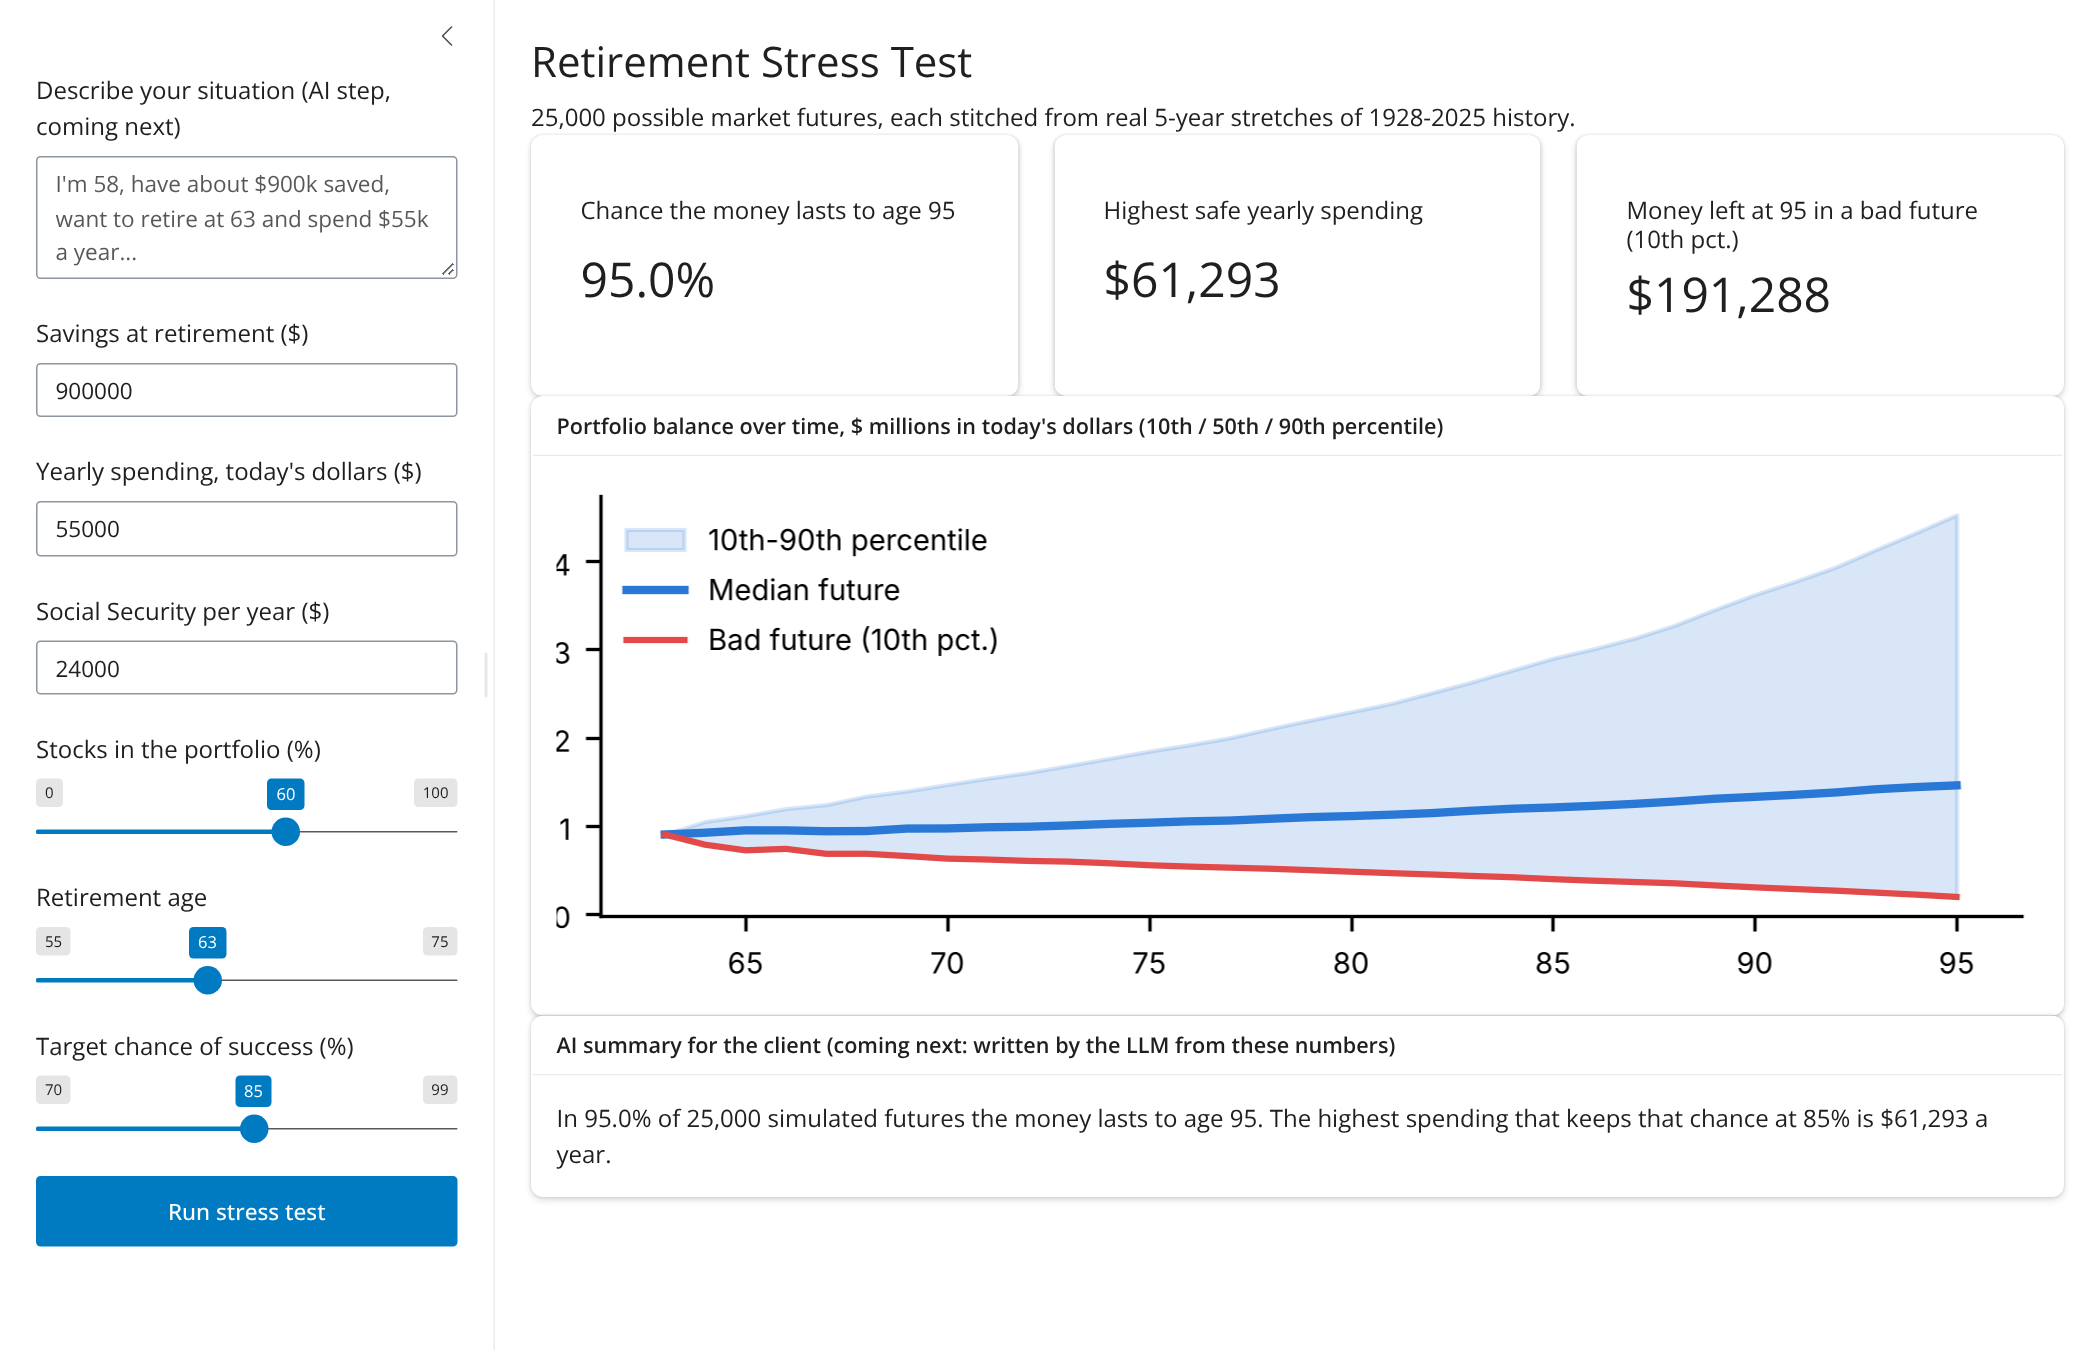 Describe your situation (AI step,
coming next)
I'm 58, have about $900k saved,
want to retire at 63 and spend $55k
a year...
Savings at retirement ($)
900000
Yearly spending, today's dollars ($)
55000
Social Security per year ($)
24000
Stocks in the portfolio (%)
0 60 100
Retirement age
55 63 75
Target chance of success (%)
70 85 99
Run stress test
Retirement Stress Test
25,000 possible market futures, each stitched from real 5-year stretches of 1928-2025 history.
Chance the money lasts to age 95
95.0%
Highest safe yearly spending
$61,293
Money left at 95 in a bad future
(10th pct.)
$191,288
Portfolio balance over time, $ millions in today's dollars (10th / 50th / 90th percentile)
10th-90th percentile
Median future
Bad future (10th pct.)
4
3
2
1
0
65 70 75 80 85 90 95
AI summary for the client (coming next: written by the LLM from these numbers)
In 95.0% of 25,000 simulated futures the money lasts to age 95. The highest spending that keeps that chance at 85% is $61,293 a
year.